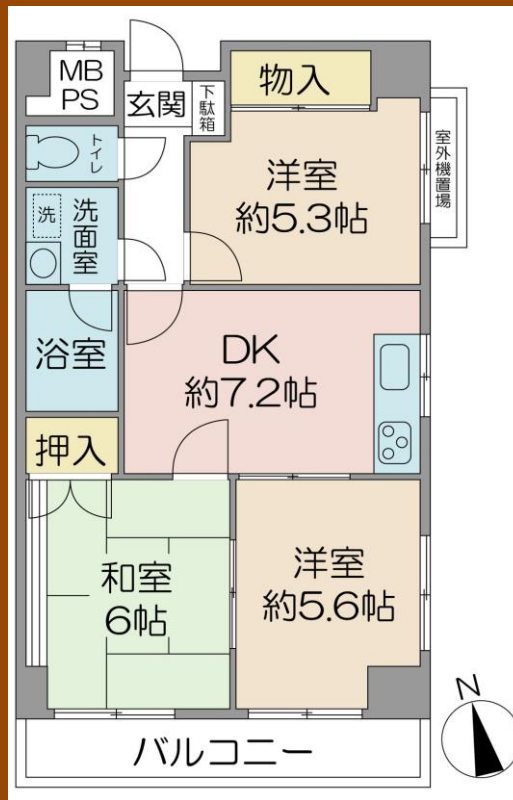 MB
PS
玄関
下駄箱
物入
トイレ
洋室
約5.3帖
室外機置場
洗
洗面室
浴室
DK
約7.2帖
押入
和室
6帖
洋室
約5.6帖
バルコニー
N